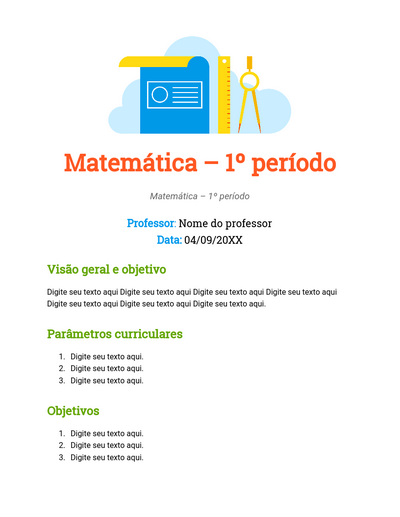 Matemática – 1º período
Matemática – 1º período
Professor: Nome do professor
Data: 04/09/20XX
Visão geral e objetivo
Digite seu texto aqui Digite seu texto aqui Digite seu texto aqui Digite seu texto aqui
Digite seu texto aqui Digite seu texto aqui Digite seu texto aqui.
Parâmetros curriculares
1. Digite seu texto aqui.
2. Digite seu texto aqui.
3. Digite seu texto aqui.
Objetivos
1. Digite seu texto aqui.
2. Digite seu texto aqui.
3. Digite seu texto aqui.